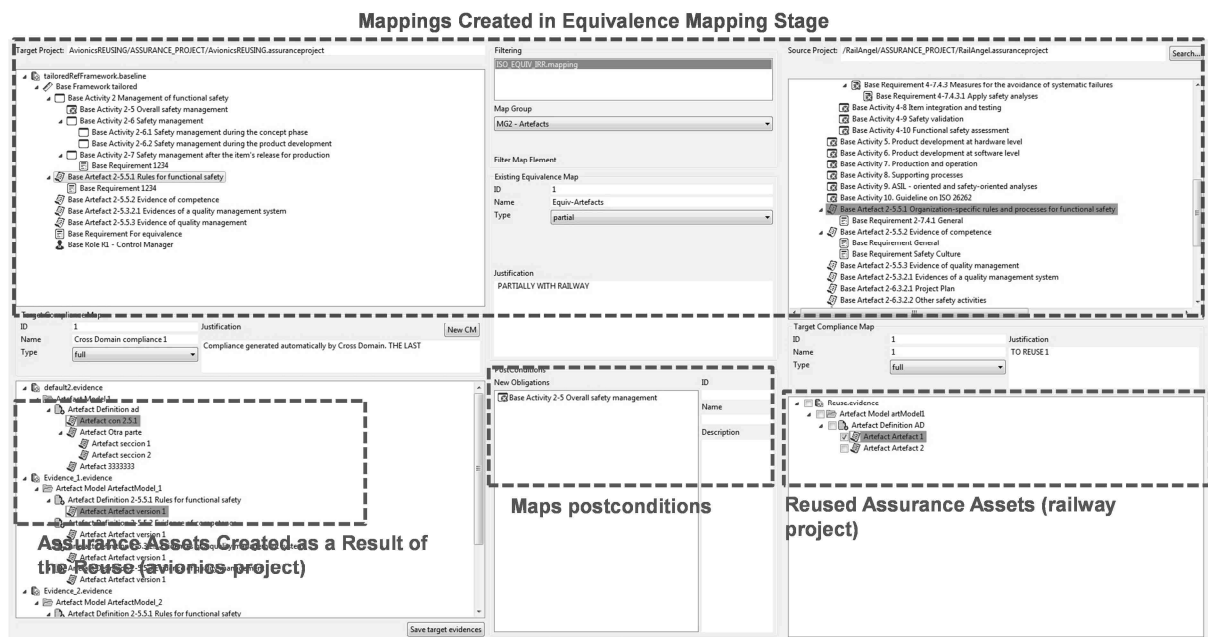 Mappings Created in Equivalence Mapping Stage
Target Project: AvionicsREUSING/ASSURANCE_PROJECT/AvionicsREUSING.assuranceproject
tailoredRefFramework.baseline
Base Framework tailored
Base Activity 2 Management of functional safety
Base Activity 2-5 Overall safety management
Base Activity 2-6 Safety management
Base Activity 2-6.1 Safety management during the concept phase
Base Activity 2-6.2 Safety management during the product development
Base Activity 2-7 Safety management after the item's release for production
Base Requirement 1234
Base Artefact 2-5.5.1 Rules for functional safety
Base Requirement 1234
Base Artefact 2-5.5.2 Evidence of competence
Base Artefact 2-5.3.2.1 Evidences of a quality management system
Base Artefact 2-5.5.3 Evidence of quality management
Base Requirement For equivalence
Base Role R1 - Control Manager
Filtering
ISO_EQUIV_IRR.mapping
Map Group
MG2 - Artefacts
Filter Map Element
Existing Equivalence Map
ID 1
Name Equiv-Artefacts
Type partial
Justification
PARTIALLY WITH RAILWAY
Source Project: /RailAngel/ASSURANCE_PROJECT/RailAngel.assuranceproject
Search...
Base Requirement 4-7.4.3 Measures for the avoidance of systematic failures
Base Requirement 4-7.4.3.1 Apply safety analyses
Base Activity 4-8 Item integration and testing
Base Activity 4-9 Safety validation
Base Activity 4-10 Functional safety assessment
Base Activity 5. Product development at hardware level
Base Activity 6. Product development at software level
Base Activity 7. Production and operation
Base Activity 8. Supporting processes
Base Activity 9. ASIL - oriented and safety-oriented analyses
Base Activity 10. Guideline on ISO 26262
Base Artefact 2-5.5.1 Organization-specific rules and processes for functional safety
Base Requirement 2-7.4.1 General
Base Artefact 2-5.5.2 Evidence of competence
Base Requirement General
Base Requirement Safety Culture
Base Artefact 2-5.5.3 Evidence of quality management
Base Artefact 2-5.3.2.1 Evidences of a quality management system
Base Artefact 2-6.3.2.1 Project Plan
Base Artefact 2-6.3.2.2 Other safety activities
Target Compliance Map
ID 1 Justification New CM
Name Cross Domain compliance 1 Compliance generated automatically by Cross Domain. THE LAST
Type full
default2.evidence
Artefact Model 1
Artefact Definition ad
Artefact con 2.5.1
Artefact Otra parte
Artefact seccion 1
Artefact seccion 2
Artefact 3333333
Evidence_1.evidence
Artefact Model ArtefactModel_1
Artefact Definition 2-5.5.1 Rules for functional safety
Artefact Artefact version 1
Artefact Definition 2-5.5.2 Evidence of competence
Artefact Artefact version 1
Artefact Artefact version 1
Artefact Artefact version 1
Evidence_2.evidence
Artefact Model ArtefactModel_2
Artefact Definition 2-5.5.1 Rules for functional safety
Assurance Assets Created as a Result of
the Reuse (avionics project)
Save target evidences
PostConditions
New Obligations ID
Base Activity 2-5 Overall safety management
Name
Description
Maps postconditions
Target Compliance Map
ID 1 Justification
Name 1 TO REUSE 1
Type full
Reuse.evidence
Artefact Model artModel1
Artefact Definition AD
Artefact Artefact 1
Artefact Artefact 2
Reused Assurance Assets (railway
project)